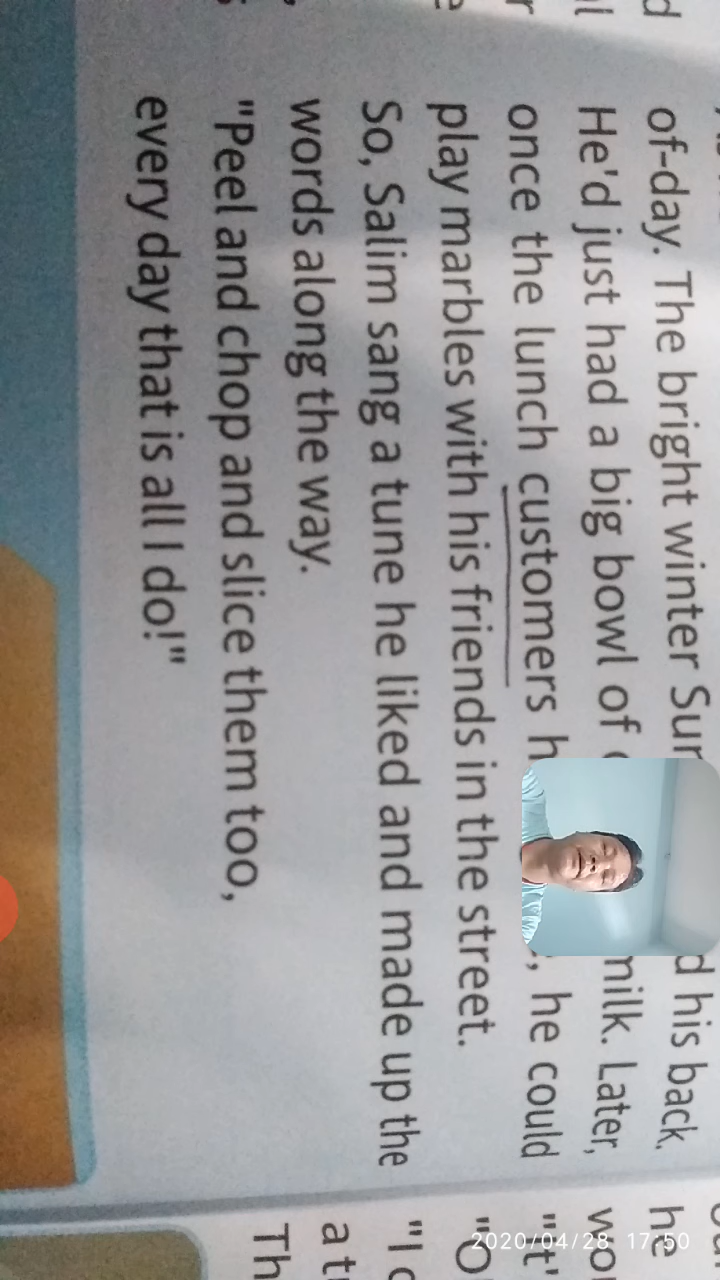 of-day. The bright winter d his back.
He'd just had a big bowl of milk. Later,
once the lunch customers , he could
play marbles with his friends in the street.
So, Salim sang a tune he liked and made up the
words along the way.
"Peel and chop and slice them too,
every day that is all I do!"
he
"I
a
Th
2020/04/28 17:50